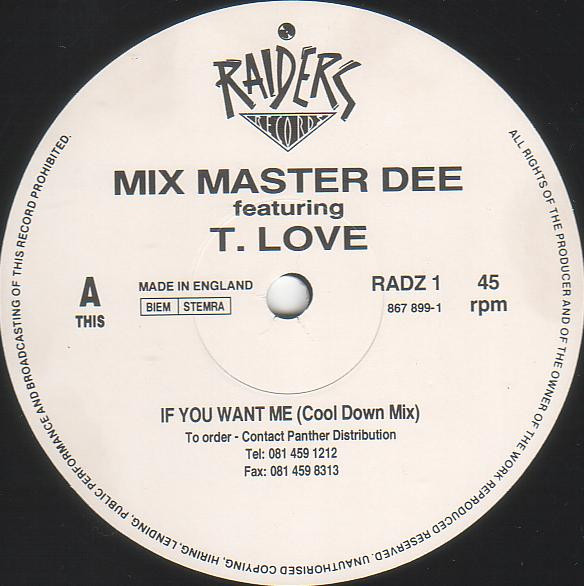 RAIDERS
RECORDS
MIX MASTER DEE
featuring
T. LOVE
A
THIS
MADE IN ENGLAND
BIEM STEMRA
RADZ 1
867 899-1
45
rpm
IF YOU WANT ME (Cool Down Mix)
To order - Contact Panther Distribution
Tel: 081 459 1212
Fax: 081 459 8313
ALL RIGHTS OF THE PRODUCER AND OF THE OWNER OF THE WORK REPRODUCED RESERVED. UNAUTHORISED COPYING, HIRING, LENDING, PUBLIC PERFORMANCE AND BROADCASTING OF THIS RECORD PROHIBITED.